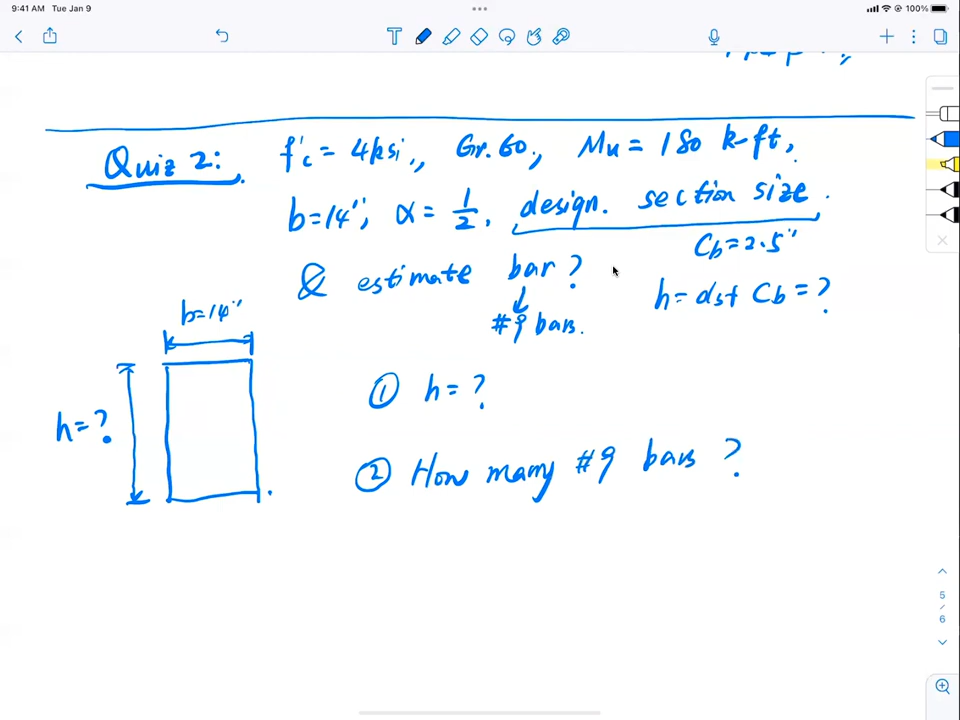 9:41 AM Tue Jan 9
100%
Quiz 2: f'c = 4ksi, Gr.60, Mu = 180 k-ft,
b=14", α = 1/2, design. section size.
Cb = 2.5"
& estimate bar?
h = dst Cb = ?
#9 bars.
b=14"
h=?
① h=?
② How many #9 bars ?
5
/
6